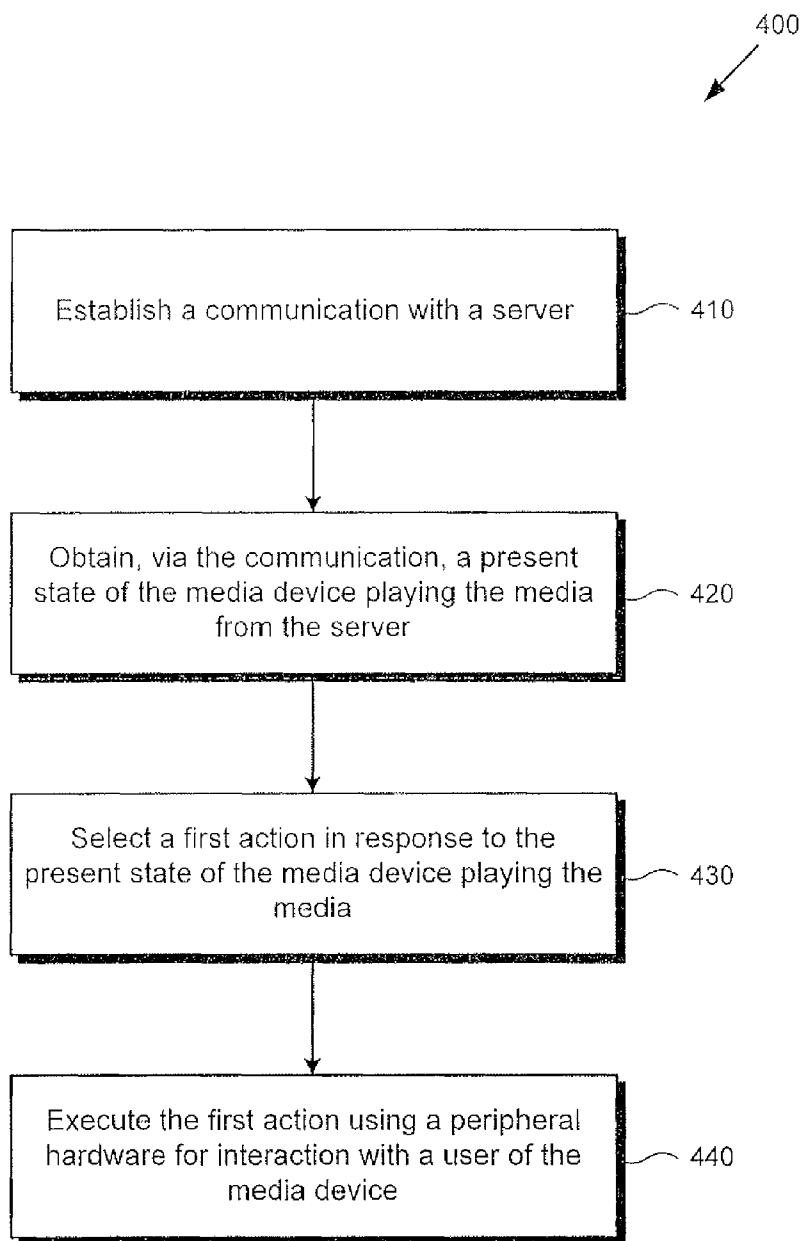 400
Establish a communication with a server
410
Obtain, via the communication, a present
state of the media device playing the media
from the server
420
Select a first action in response to the
present state of the media device playing the
media
430
Execute the first action using a peripheral
hardware for interaction with a user of the
media device
440